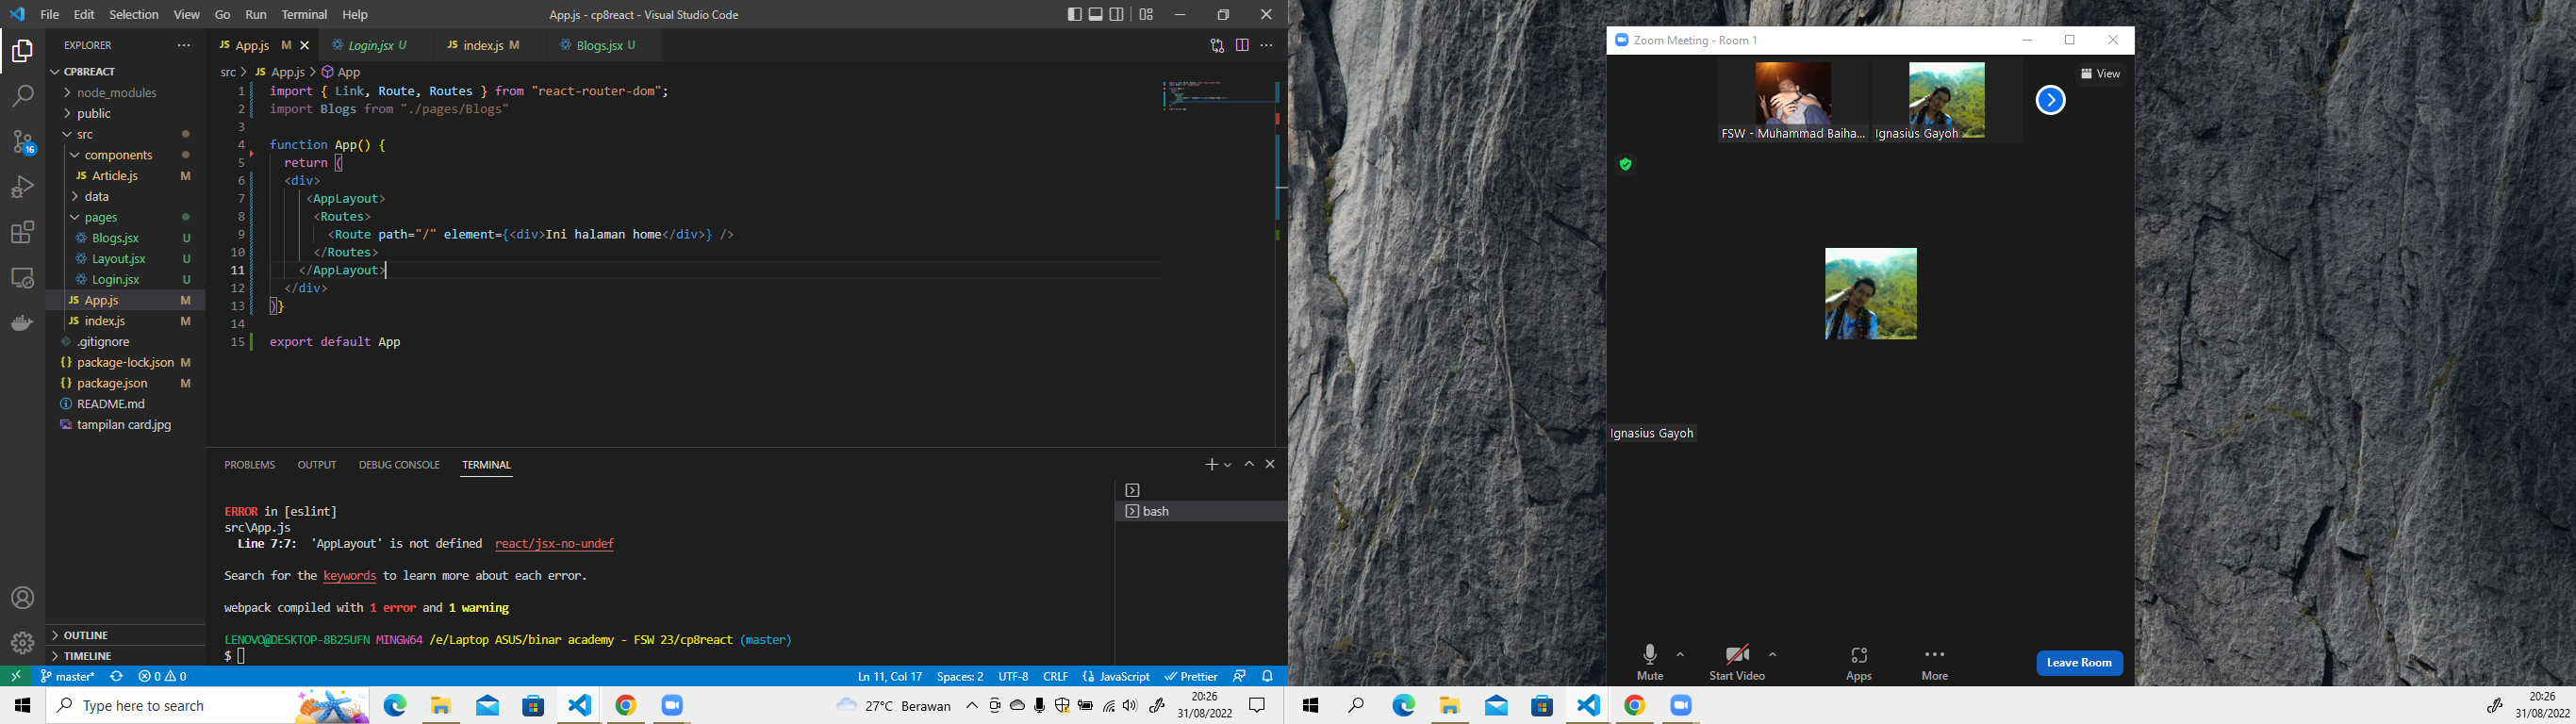 File Edit Selection View Go Run Terminal Help
App.js - cp8react - Visual Studio Code
EXPLORER
CP8REACT
node_modules
public
src
components
Article.js M
data
pages
Blogs.jsx U
Layout.jsx U
Login.jsx U
App.js M
index.js M
.gitignore
package-lock.json M
package.json M
README.md
tampilan card.jpg
OUTLINE
TIMELINE
16
App.js M
Login.jsx U
index.js M
Blogs.jsx U
src > App.js > App
1 import { Link, Route, Routes } from "react-router-dom";
2 import Blogs from "./pages/Blogs"
3
4 function App() {
5 return (
6 <div>
7 <AppLayout>
8 <Routes>
9 <Route path="/" element={<div>Ini halaman home</div>} />
10 </Routes>
11 </AppLayout>
12 </div>
13 )}
14
15 export default App
PROBLEMS OUTPUT DEBUG CONSOLE TERMINAL
ERROR in [eslint]
src\App.js
Line 7:7: 'AppLayout' is not defined react/jsx-no-undef
Search for the keywords to learn more about each error.
webpack compiled with 1 error and 1 warning
LENOVO@DESKTOP-8B25UFN MINGW64 /e/Laptop ASUS/binar academy - FSW 23/cp8react (master)
$
bash
master* 0 0
Ln 11, Col 17 Spaces: 2 UTF-8 CRLF JavaScript Prettier
Type here to search
27°C Berawan
20:26
31/08/2022
Zoom Meeting - Room 1
View
FSW - Muhammad Baiha...
Ignasius Gayoh
Ignasius Gayoh
Mute
Start Video
Apps
More
Leave Room
20:26
31/08/2022